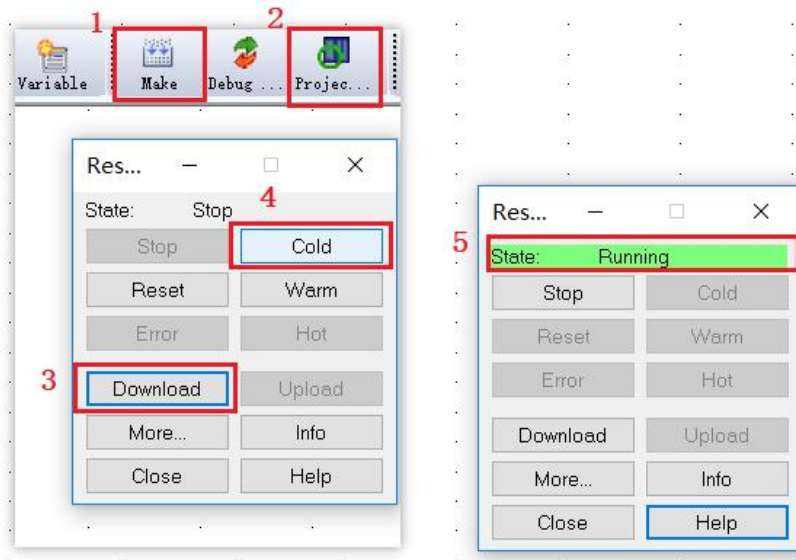 1
2
Variable
Make
Debug ...
Projec...
Res...
4
State: Stop
Stop Cold
Reset Warm
Error Hot
3
Download Upload
More... Info
Close Help
Res...
5
State: Running
Stop Cold
Reset Warm
Error Hot
Download Upload
More... Info
Close Help